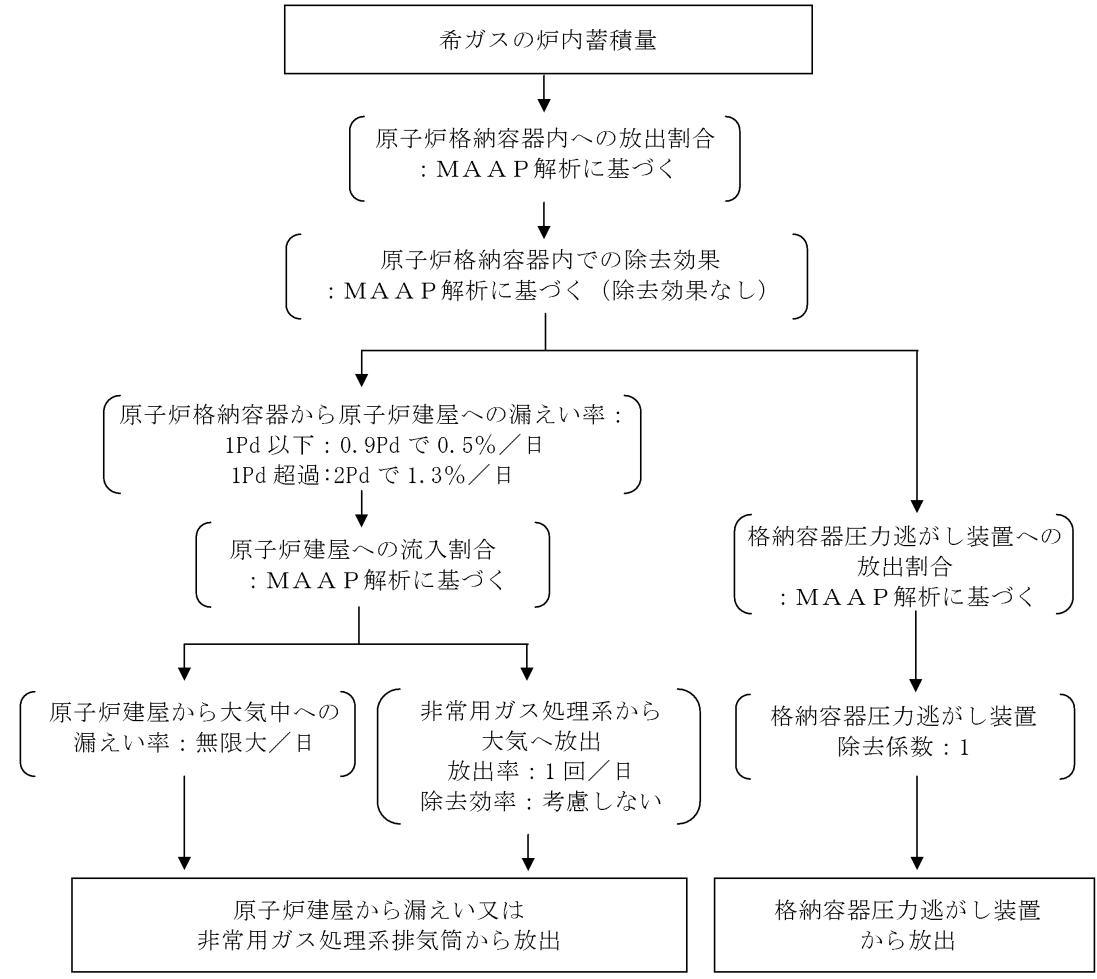 希ガスの炉内蓄積量
原子炉格納容器内への放出割合
：ＭＡＡＰ解析に基づく
原子炉格納容器内での除去効果
：ＭＡＡＰ解析に基づく（除去効果なし）
原子炉格納容器から原子炉建屋への漏えい率：
1Pd 以下：0.9Pd で 0.5％／日
1Pd 超過：2Pd で 1.3％／日
原子炉建屋への流入割合
：ＭＡＡＰ解析に基づく
格納容器圧力逃がし装置への
放出割合
：ＭＡＡＰ解析に基づく
原子炉建屋から大気中への
漏えい率：無限大／日
非常用ガス処理系から
大気へ放出
放出率：1 回／日
除去効率：考慮しない
格納容器圧力逃がし装置
除去係数：1
原子炉建屋から漏えい又は
非常用ガス処理系排気筒から放出
格納容器圧力逃がし装置
から放出